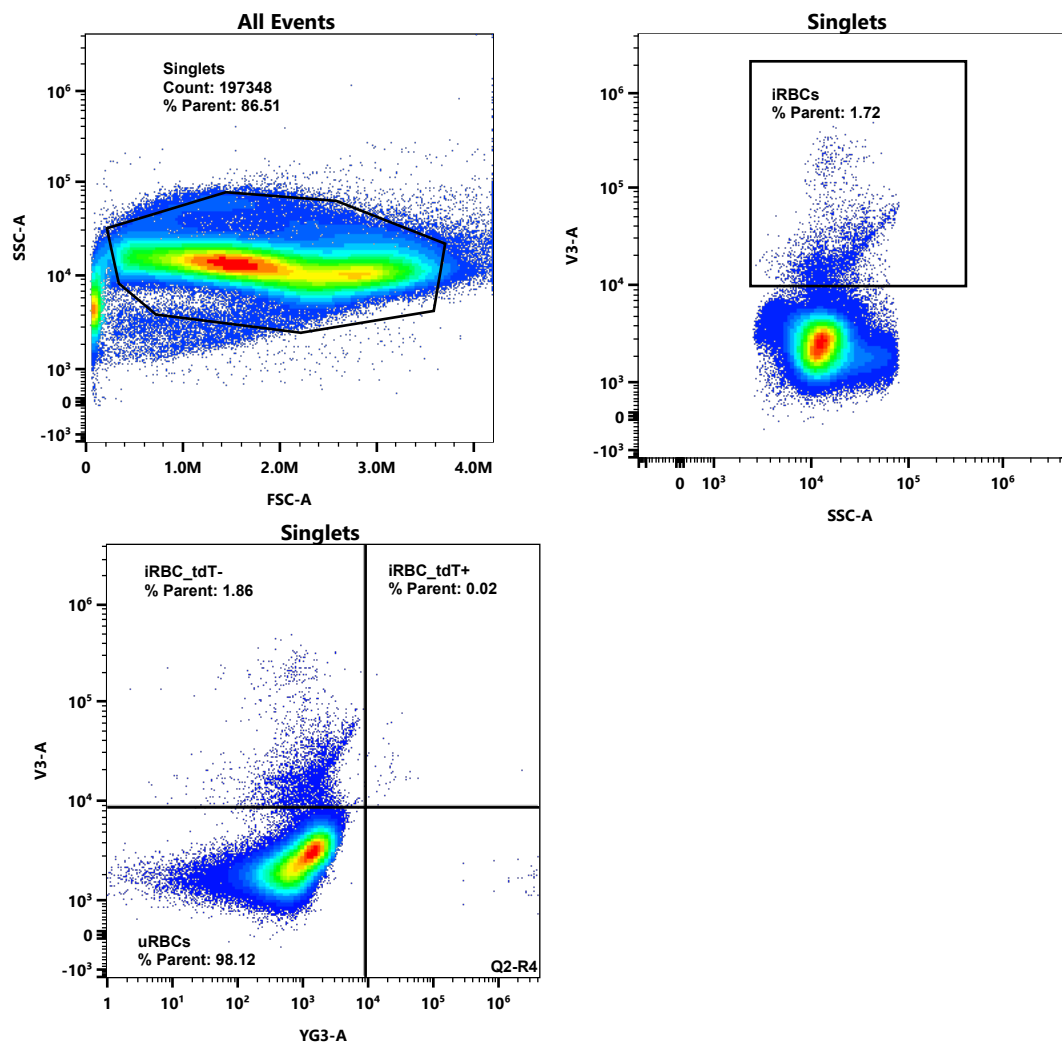 All Events
Singlets
Count: 197348
% Parent: 86.51
10⁶
10⁵
10⁴
10³
0
-10³
SSC-A
0 1.0M 2.0M 3.0M 4.0M
FSC-A
Singlets
iRBCs
% Parent: 1.72
10⁶
10⁵
10⁴
10³
0
-10³
V3-A
0 10³ 10⁴ 10⁵ 10⁶
SSC-A
Singlets
iRBC_tdT-
% Parent: 1.86
iRBC_tdT+
% Parent: 0.02
10⁶
10⁵
10⁴
10³
0
-10³
V3-A
uRBCs
% Parent: 98.12
Q2-R4
1 10¹ 10² 10³ 10⁴ 10⁵ 10⁶
YG3-A